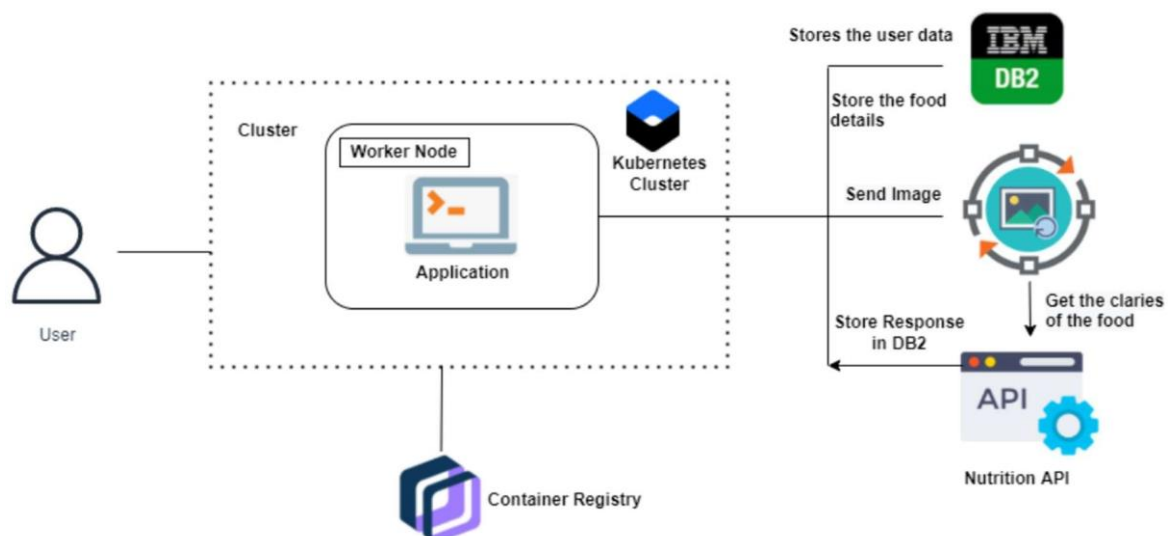 Stores the user data
IBM
DB2
Store the food
details
Cluster
Worker Node
Kubernetes
Cluster
Application
Send Image
User
Get the claries
of the food
Store Response
in DB2
API
Nutrition API
Container Registry